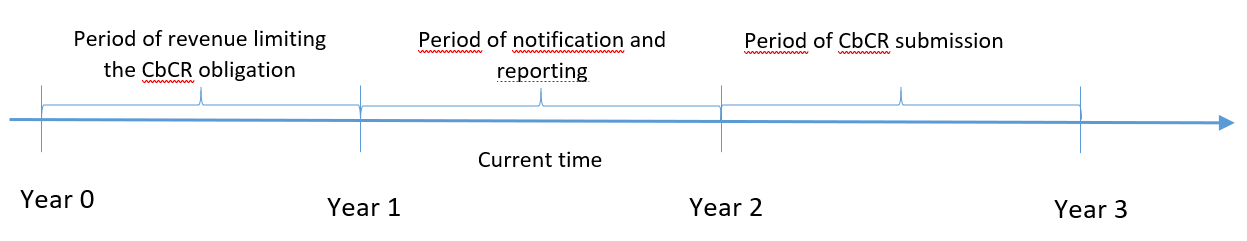 Period of revenue limiting
the CbCR obligation
Period of notification and
reporting
Period of CbCR submission
Current time
Year 0
Year 1
Year 2
Year 3